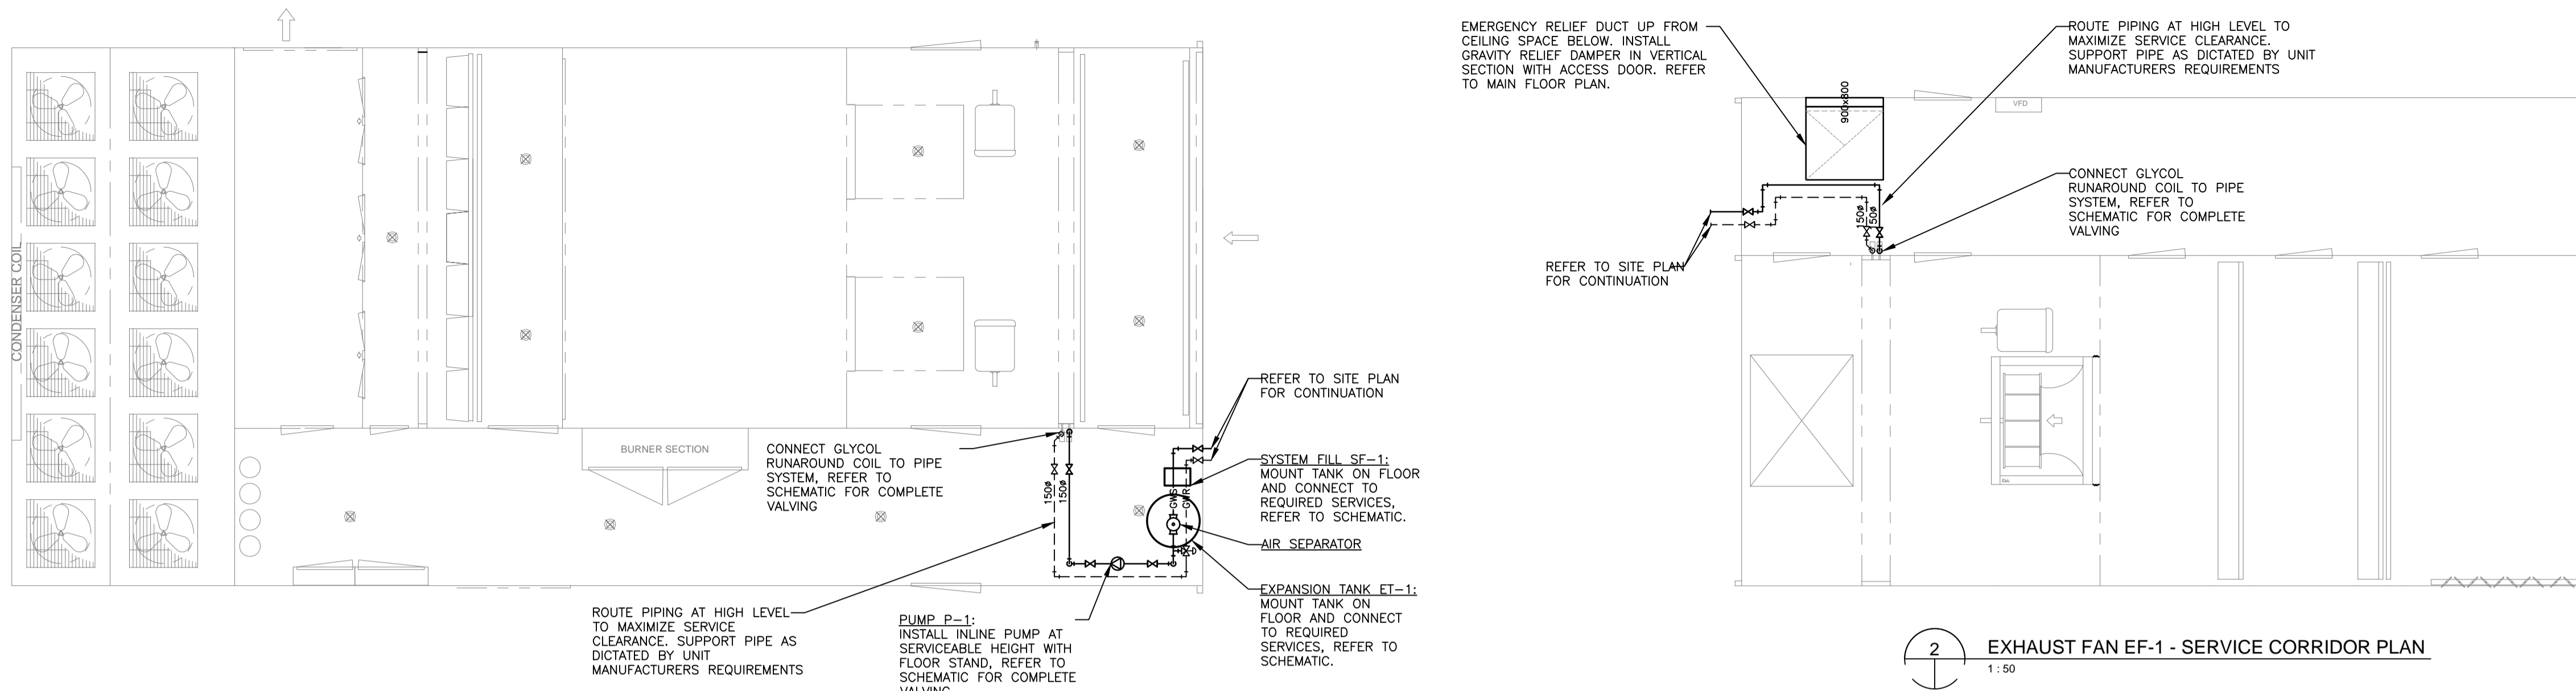 CONDENSER COIL
BURNER SECTION
CONNECT GLYCOL
RUNAROUND COIL TO PIPE
SYSTEM, REFER TO
SCHEMATIC FOR COMPLETE
VALVING
150ø
150ø
GWS
GWR
REFER TO SITE PLAN
FOR CONTINUATION
SYSTEM FILL SF-1:
MOUNT TANK ON FLOOR
AND CONNECT TO
REQUIRED SERVICES,
REFER TO SCHEMATIC.
AIR SEPARATOR
EXPANSION TANK ET-1:
MOUNT TANK ON
FLOOR AND CONNECT
TO REQUIRED
SERVICES, REFER TO
SCHEMATIC.
ROUTE PIPING AT HIGH LEVEL
TO MAXIMIZE SERVICE
CLEARANCE. SUPPORT PIPE AS
DICTATED BY UNIT
MANUFACTURERS REQUIREMENTS
PUMP P-1:
INSTALL INLINE PUMP AT
SERVICEABLE HEIGHT WITH
FLOOR STAND, REFER TO
SCHEMATIC FOR COMPLETE
VALVING
EMERGENCY RELIEF DUCT UP FROM
CEILING SPACE BELOW. INSTALL
GRAVITY RELIEF DAMPER IN VERTICAL
SECTION WITH ACCESS DOOR. REFER
TO MAIN FLOOR PLAN.
900x800
VFD
ROUTE PIPING AT HIGH LEVEL TO
MAXIMIZE SERVICE CLEARANCE.
SUPPORT PIPE AS DICTATED BY UNIT
MANUFACTURERS REQUIREMENTS
CONNECT GLYCOL
RUNAROUND COIL TO PIPE
SYSTEM, REFER TO
SCHEMATIC FOR COMPLETE
VALVING
150ø
150ø
REFER TO SITE PLAN
FOR CONTINUATION
2
EXHAUST FAN EF-1 - SERVICE CORRIDOR PLAN
1 : 50